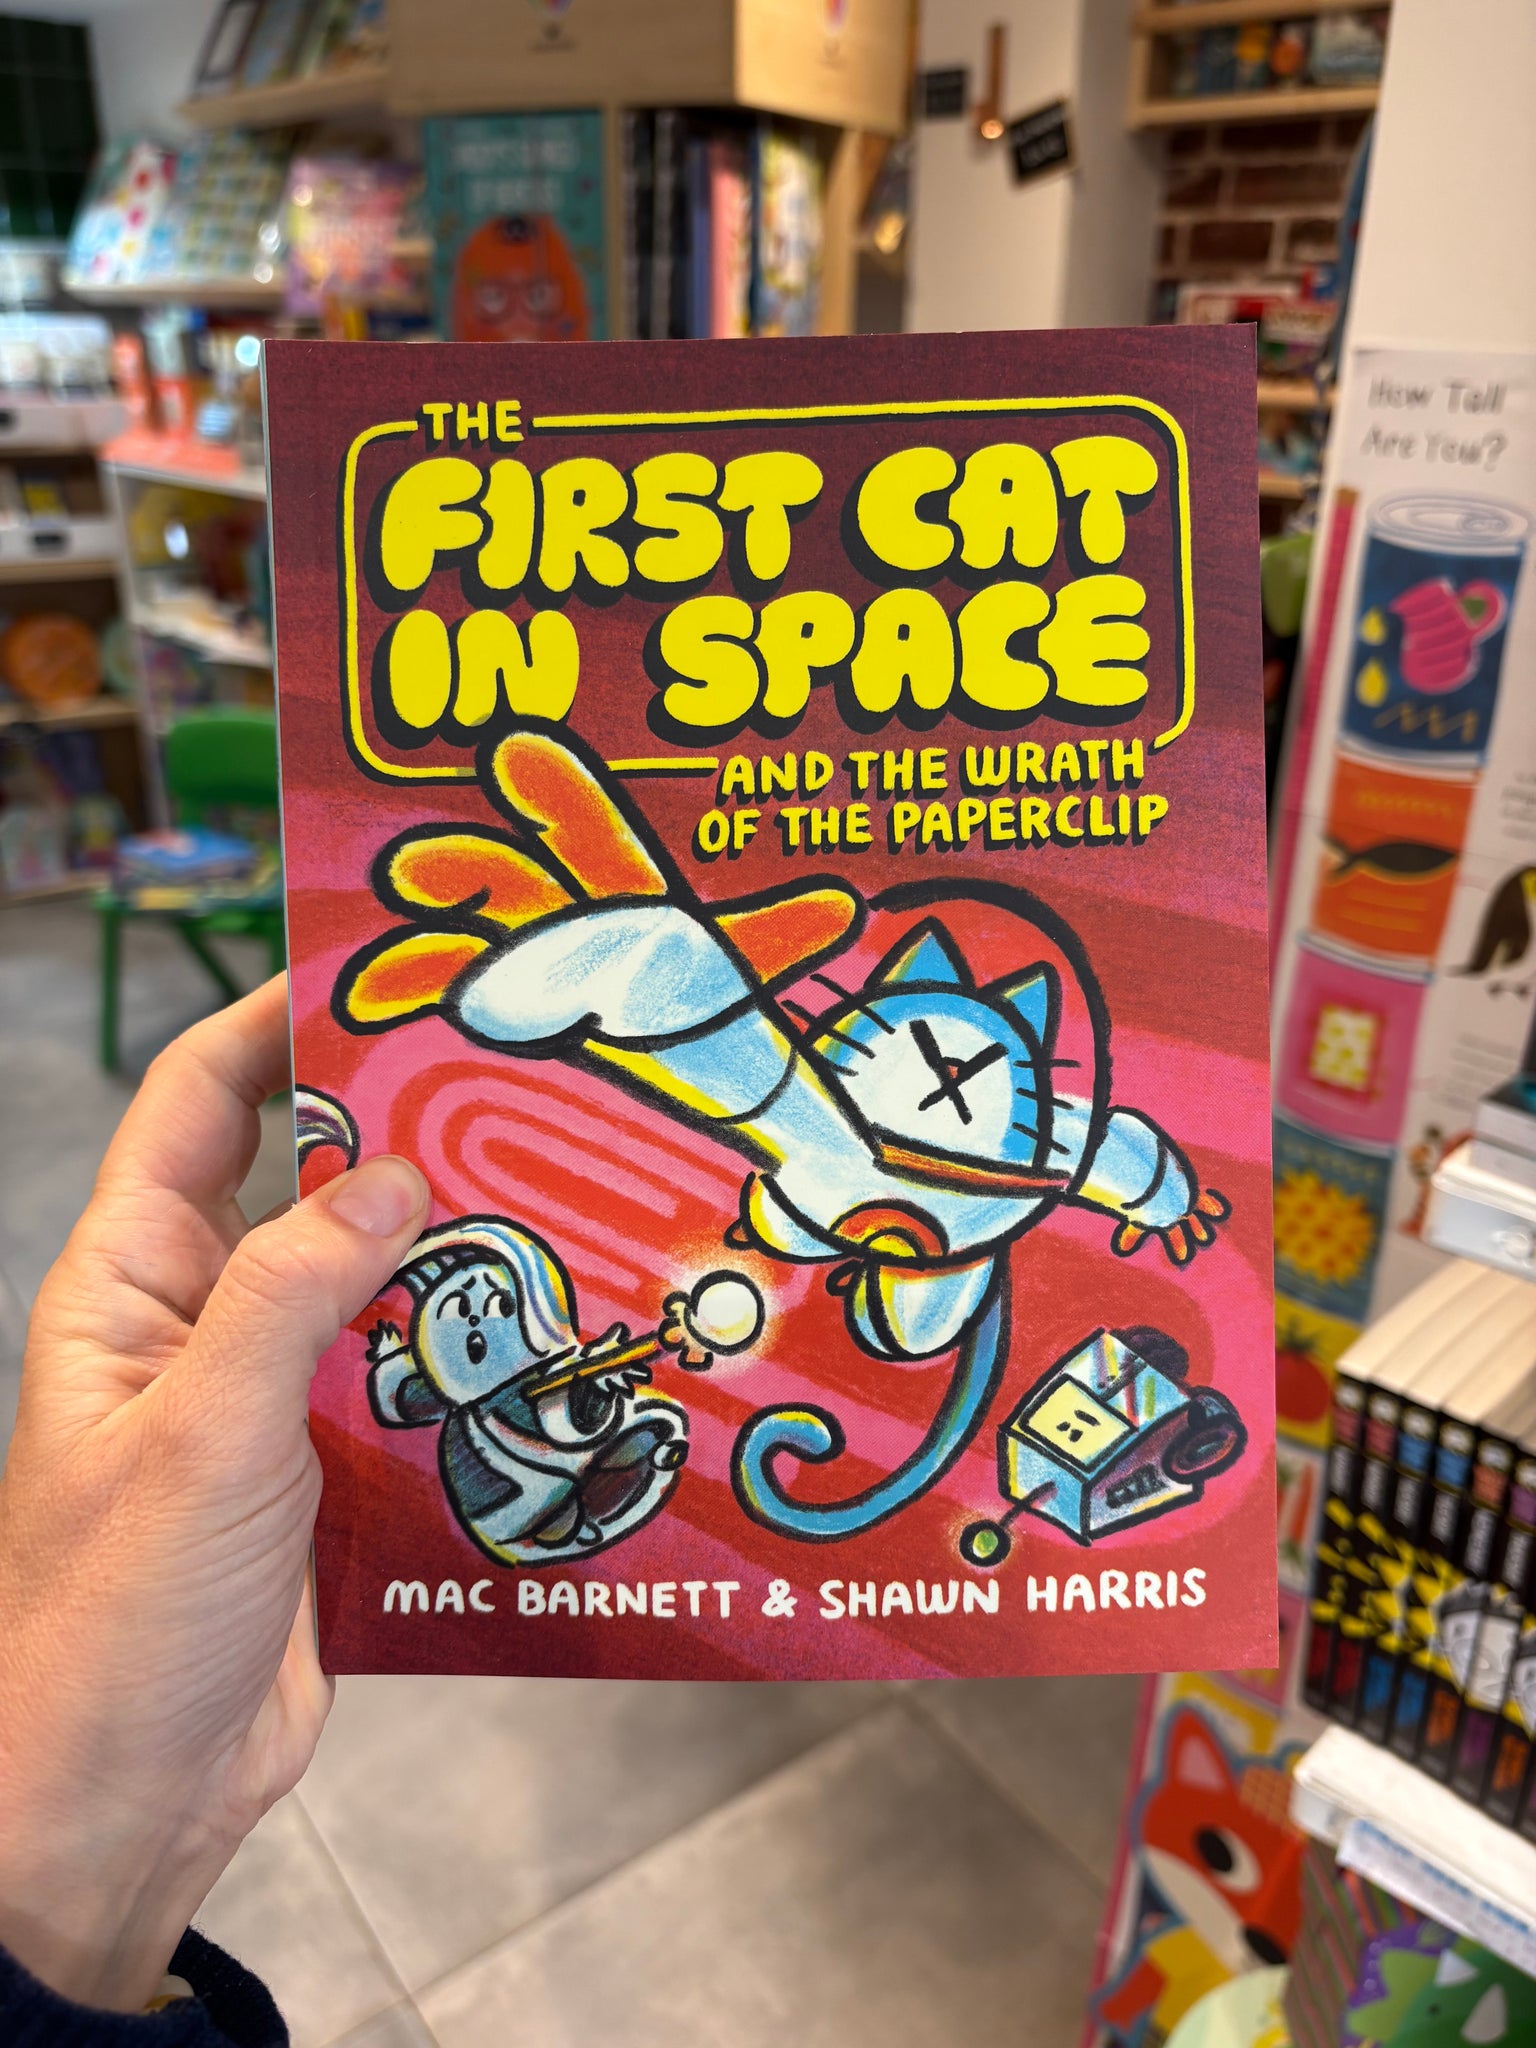 THE
FIRST CAT
IN SPACE
AND THE WRATH
OF THE PAPERCLIP
MAC BARNETT & SHAWN HARRIS
How Tall
Are You?